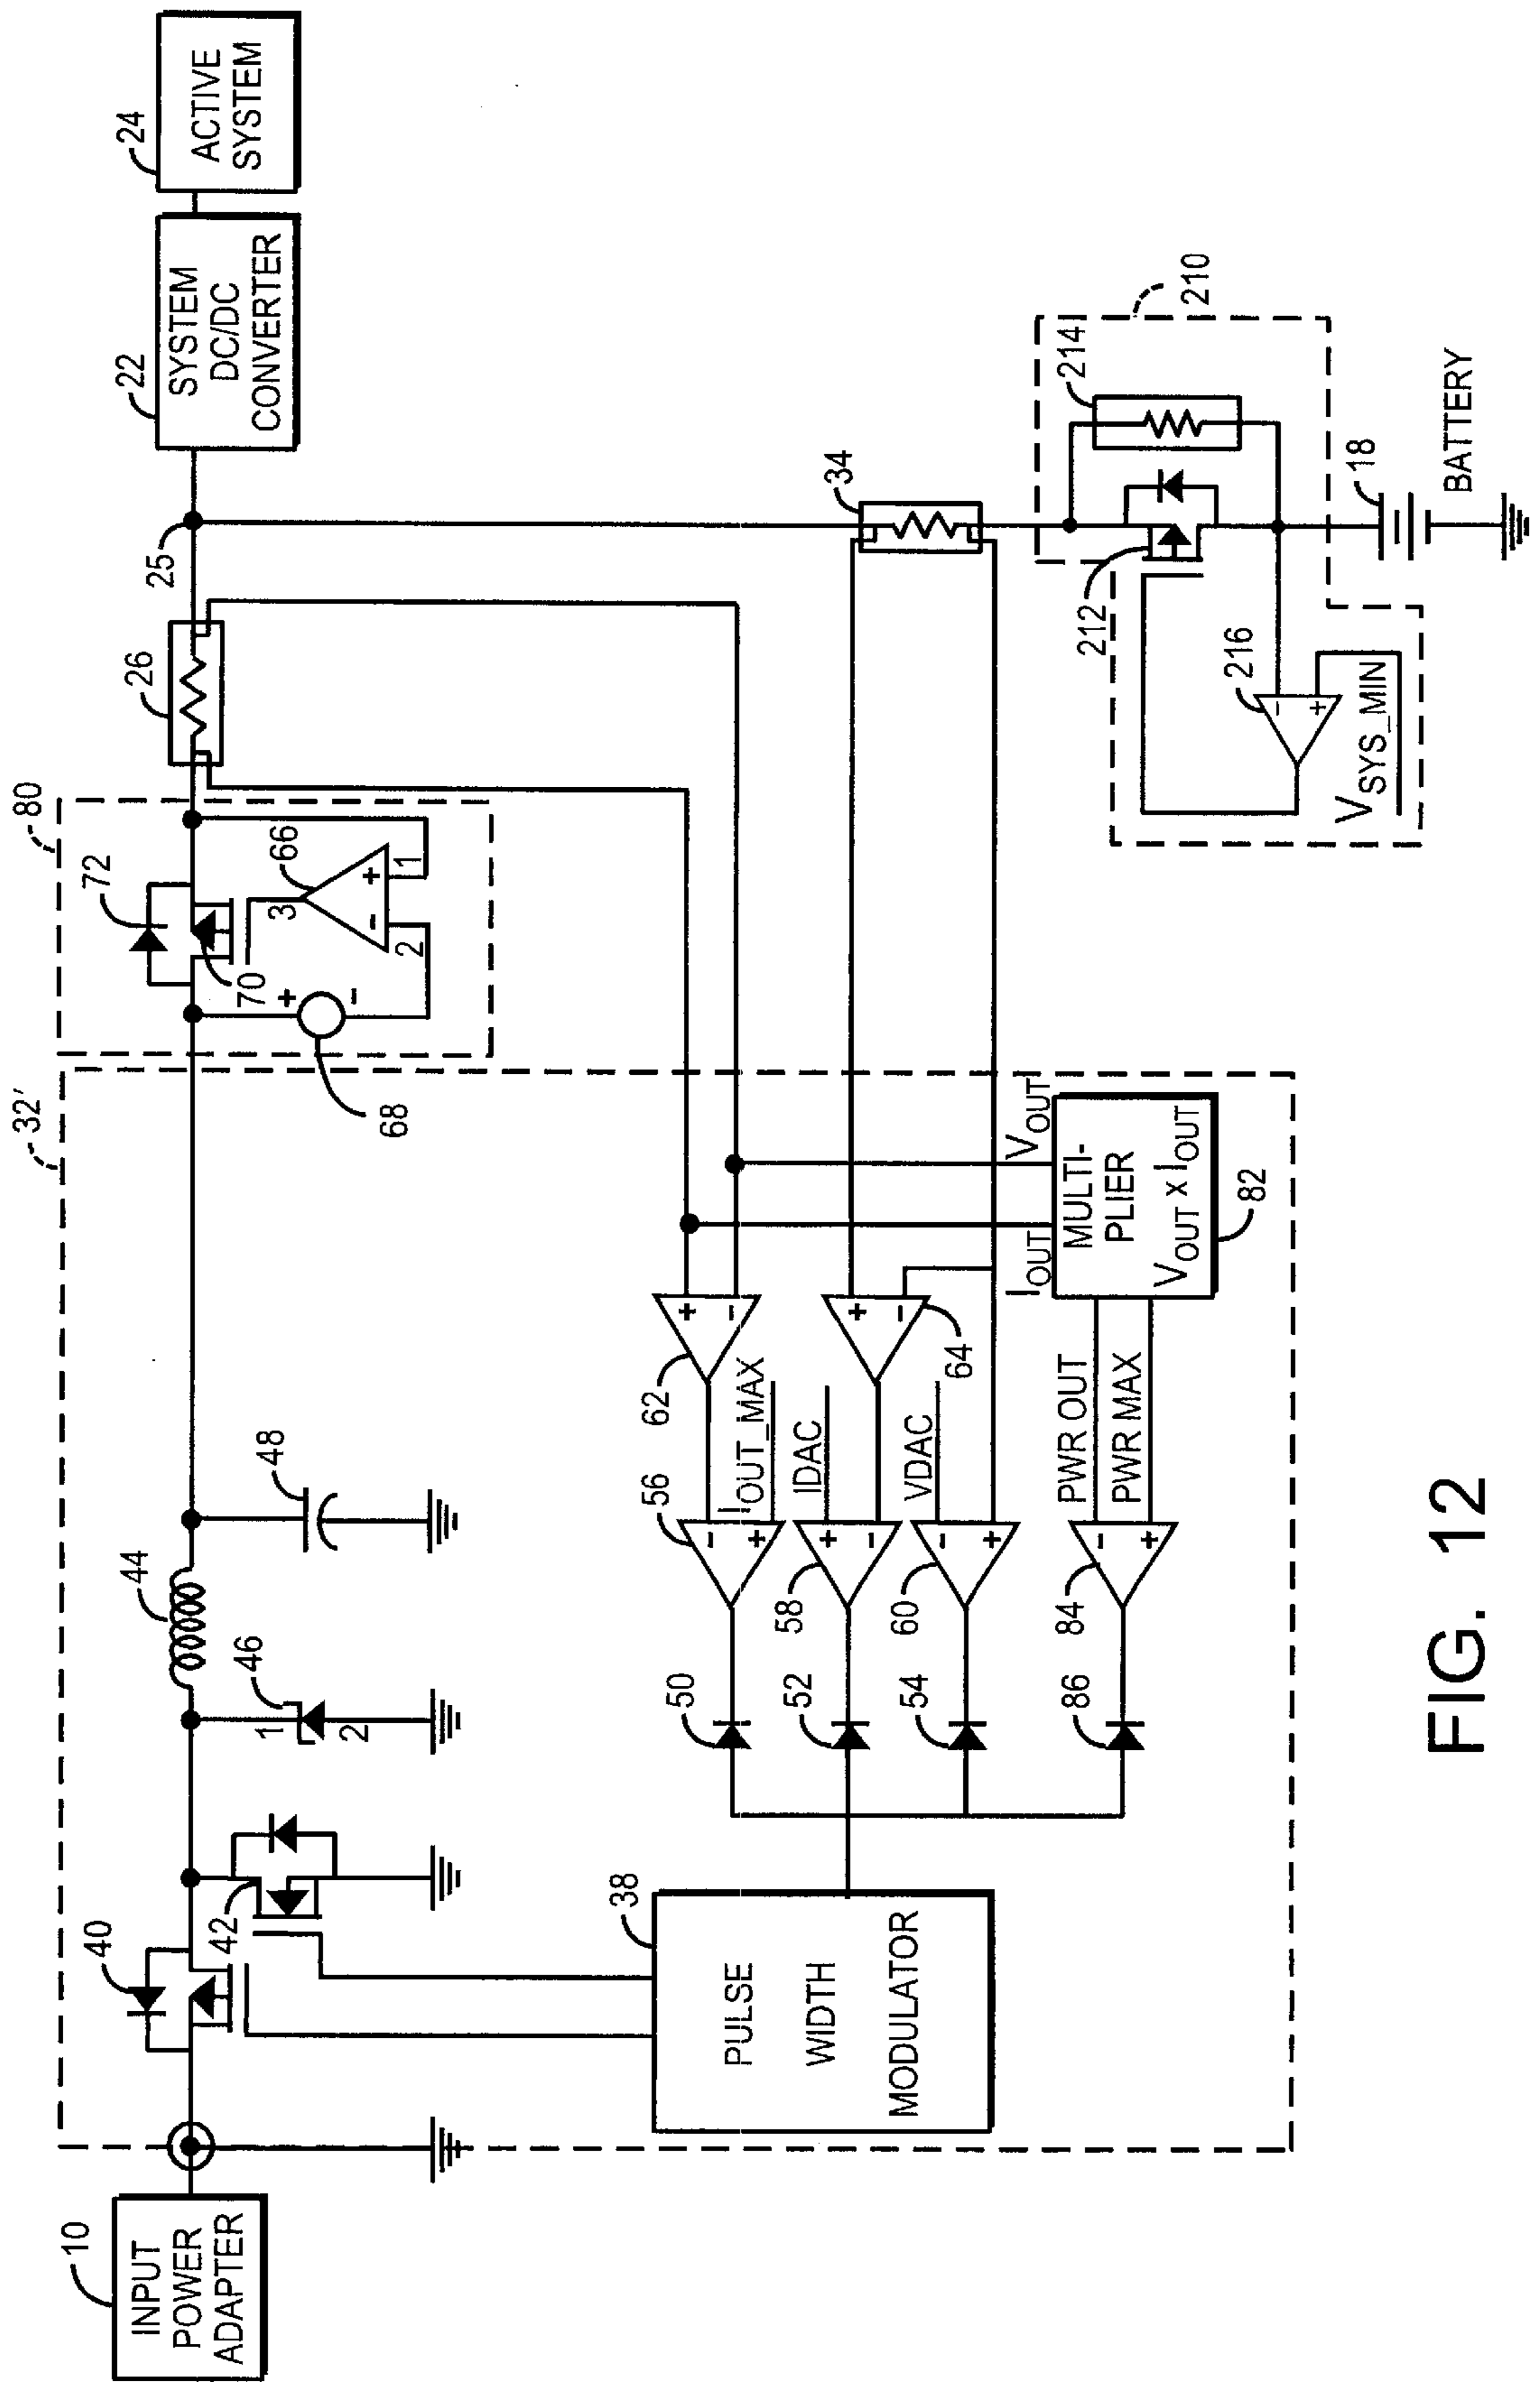 10
INPUT
POWER
ADAPTER
32'
40
42
46
1
2
44
48
80
72
70
68
+
-
66
3
-
+
2
1
26
25
22
SYSTEM
DC/DC
CONVERTER
24
ACTIVE
SYSTEM
38
PULSE
WIDTH
MODULATOR
50
52
54
86
56
-
+
58
+
-
60
-
+
84
-
+
IOUT_MAX
IDAC
VDAC
PWR OUT
PWR MAX
62
+
-
64
+
-
IOUT
VOUT
MULTI-
PLIER
VOUT x IOUT
82
34
210
212
214
216
-
+
VSYS_MIN
18
BATTERY
FIG. 12